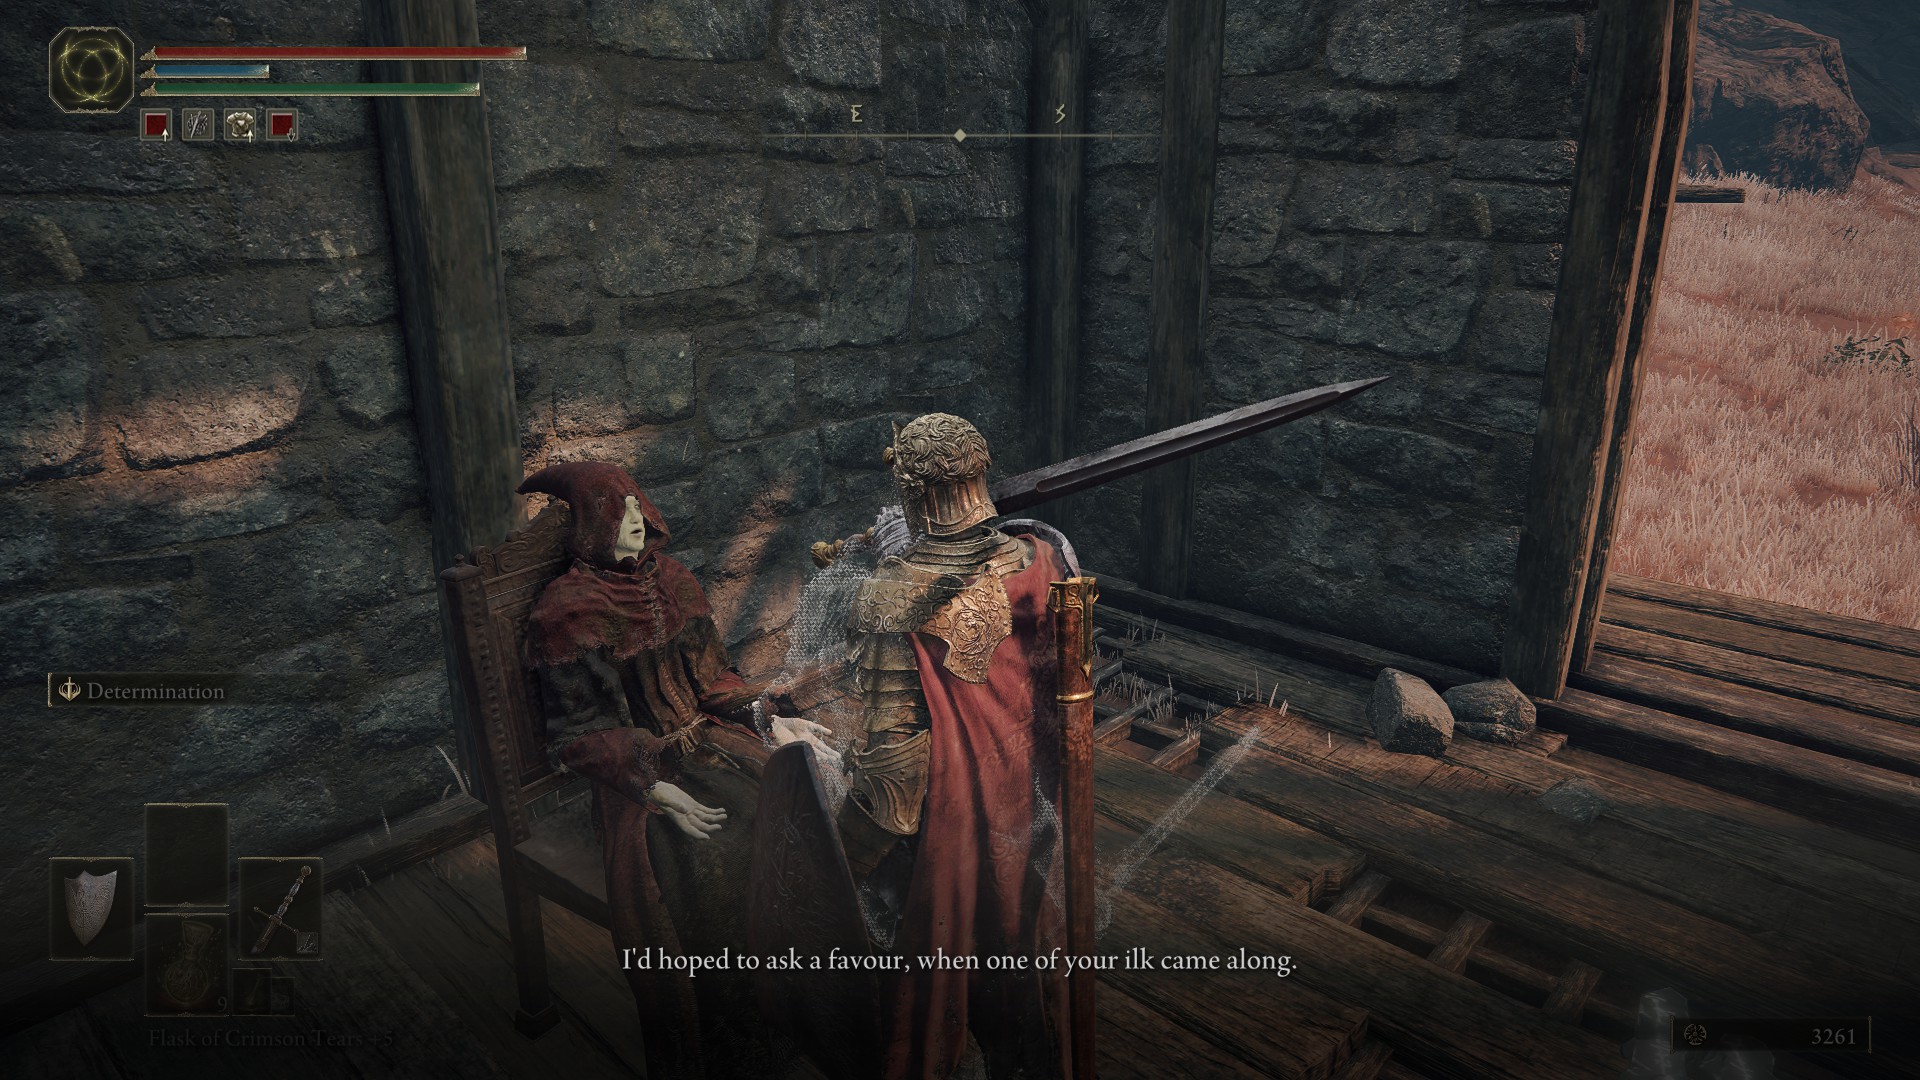 E S
Determination
I'd hoped to ask a favour, when one of your ilk came along.
9
Flask of Crimson Tears +5
3261